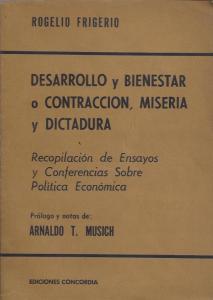 ROGELIO FRIGERIO
DESARROLLO y BIENESTAR
o CONTRACCION, MISERIA
y DICTADURA
Recopilación de Ensayos
y Conferencias Sobre
Política Económica
Prólogo y notas de:
ARNALDO T. MUSICH
EDICIONES CONCORDIA